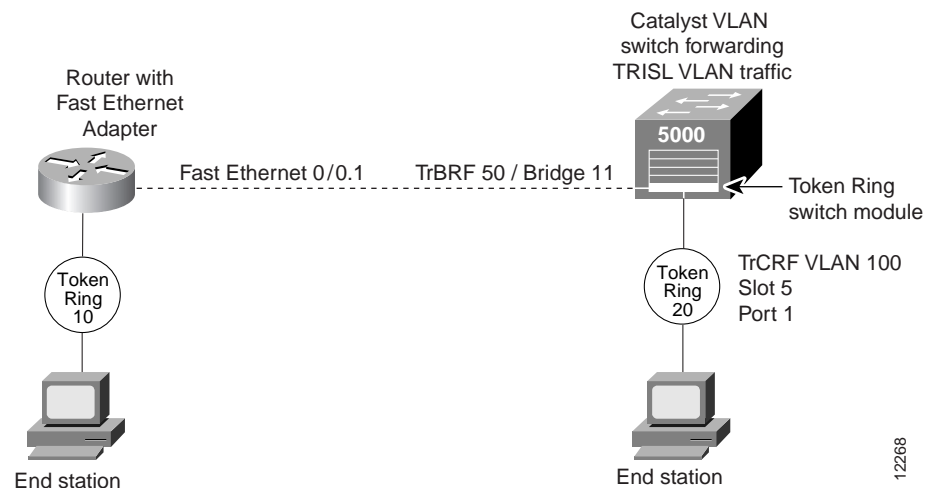 Catalyst VLAN
switch forwarding
TRISL VLAN traffic
Router with
Fast Ethernet
Adapter
5000
Fast Ethernet 0/0.1
TrBRF 50 / Bridge 11
Token Ring
switch module
Token
Ring
10
Token
Ring
20
TrCRF VLAN 100
Slot 5
Port 1
End station
End station
12268